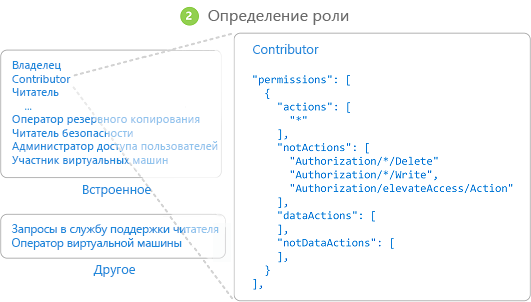 2 Определение роли
Владелец
Contributor
Читатель
...
Оператор резервного копирования
Читатель безопасности
Администратор доступа пользователей
Участник виртуальных машин
Встроенное
Запросы в службу поддержки читателя
Оператор виртуальной машины
Другое
Contributor
"permissions": [
{
"actions": [
"*"
],
"notActions": [
"Authorization/*/Delete"
"Authorization/*/Write",
"Authorization/elevateAccess/Action"
],
"dataActions": [
],
"notDataActions": [
],
}
],